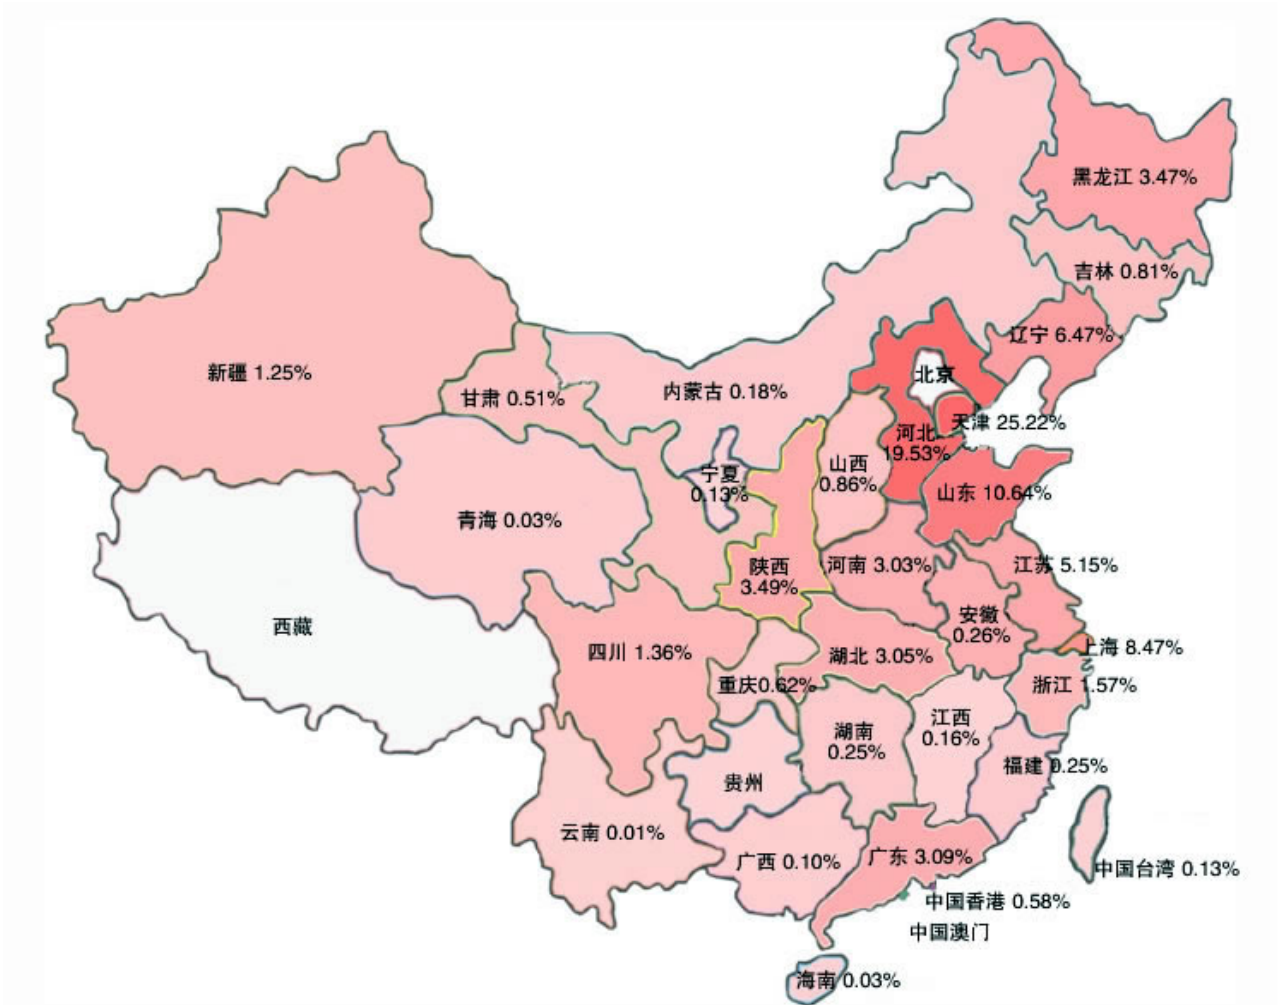 黑龙江 3.47%
吉林 0.81%
辽宁 6.47%
新疆 1.25%
甘肃 0.51%
内蒙古 0.18%
北京
天津 25.22%
河北
19.53%
山西
0.86%
宁夏
0.13%
山东 10.64%
青海 0.03%
陕西
3.49%
河南 3.03%
江苏 5.15%
安徽
0.26%
西藏
四川 1.36%
湖北 3.05%
上海 8.47%
重庆0.62%
浙江 1.57%
江西
0.16%
湖南
0.25%
福建 0.25%
贵州
云南 0.01%
广西 0.10%
广东 3.09%
中国台湾 0.13%
中国香港 0.58%
中国澳门
海南 0.03%